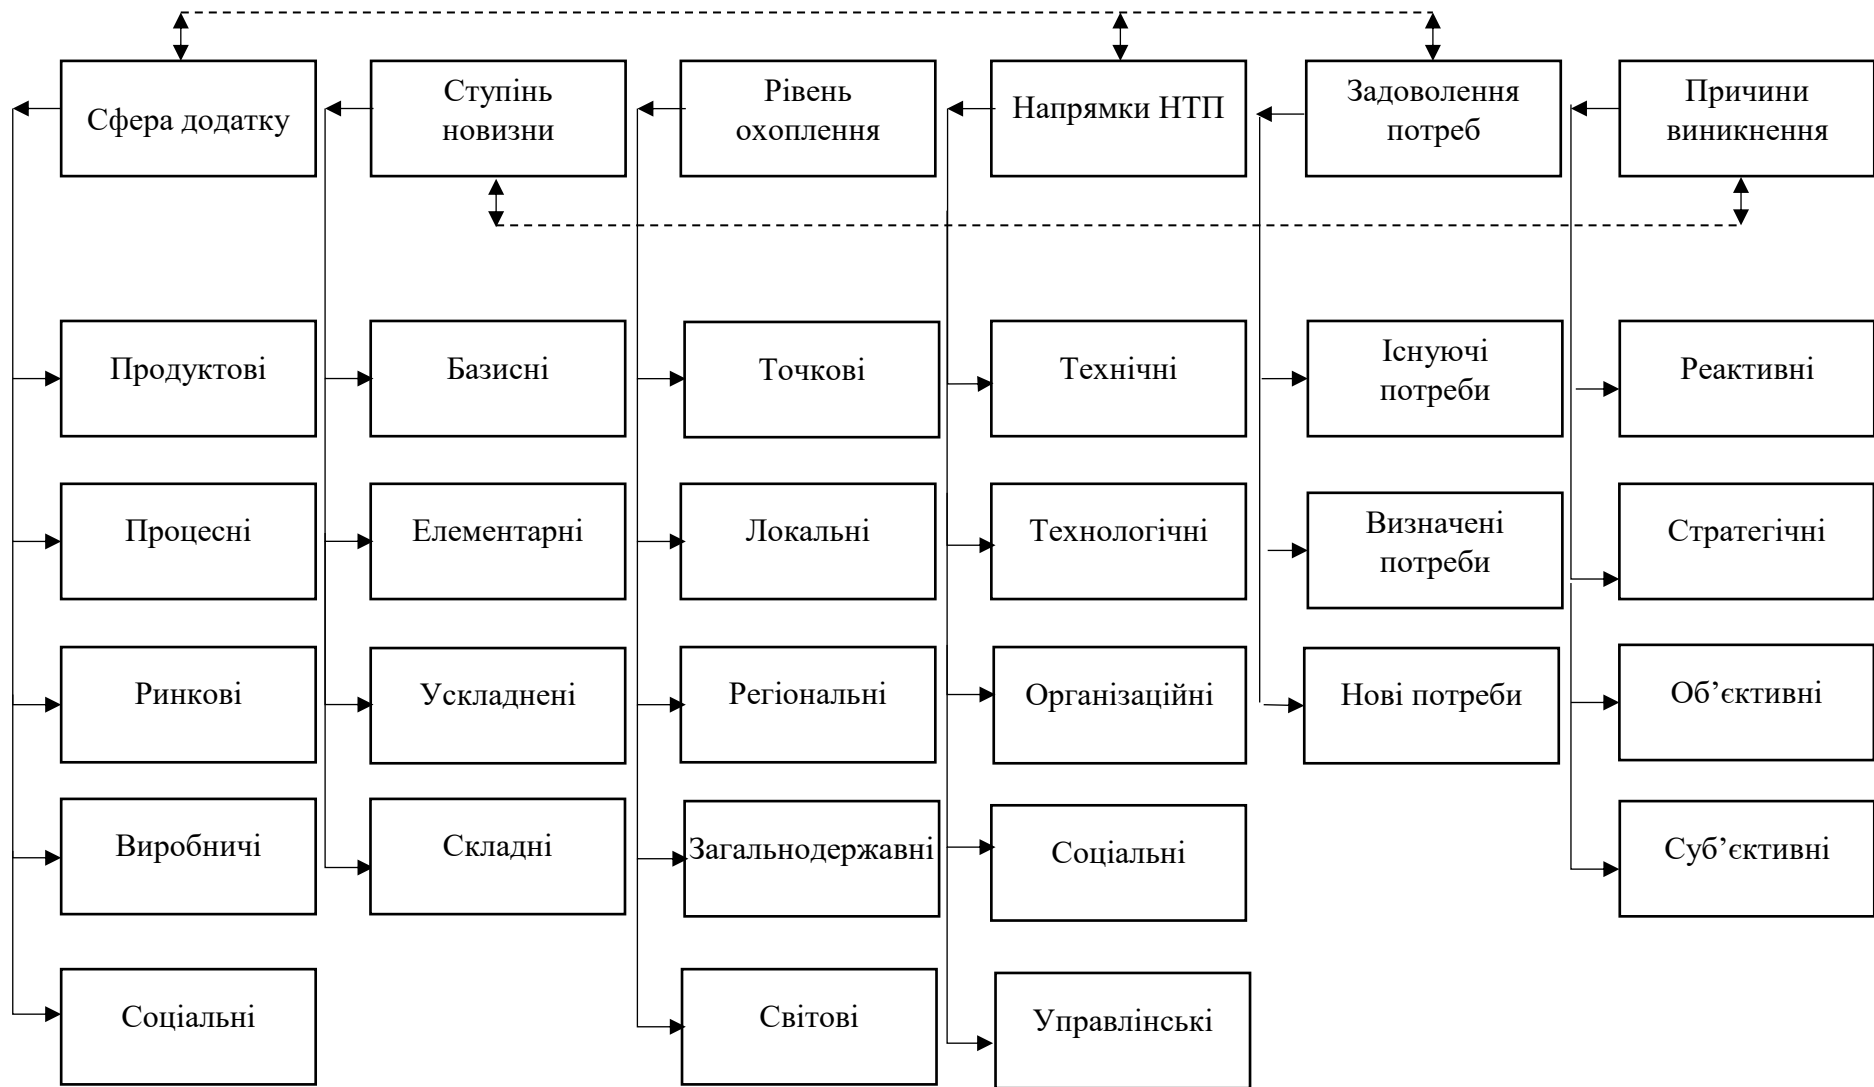 Сфера додатку
Ступінь
новизни
Рівень
охоплення
Напрямки НТП
Задоволення
потреб
Причини
виникнення
Продуктові
Базисні
Точкові
Технічні
Існуючі
потреби
Реактивні
Процесні
Елементарні
Локальні
Технологічні
Визначені
потреби
Стратегічні
Ринкові
Ускладнені
Регіональні
Організаційні
Нові потреби
Об’єктивні
Виробничі
Складні
Загальнодержавні
Соціальні
Суб’єктивні
Соціальні
Світові
Управлінські